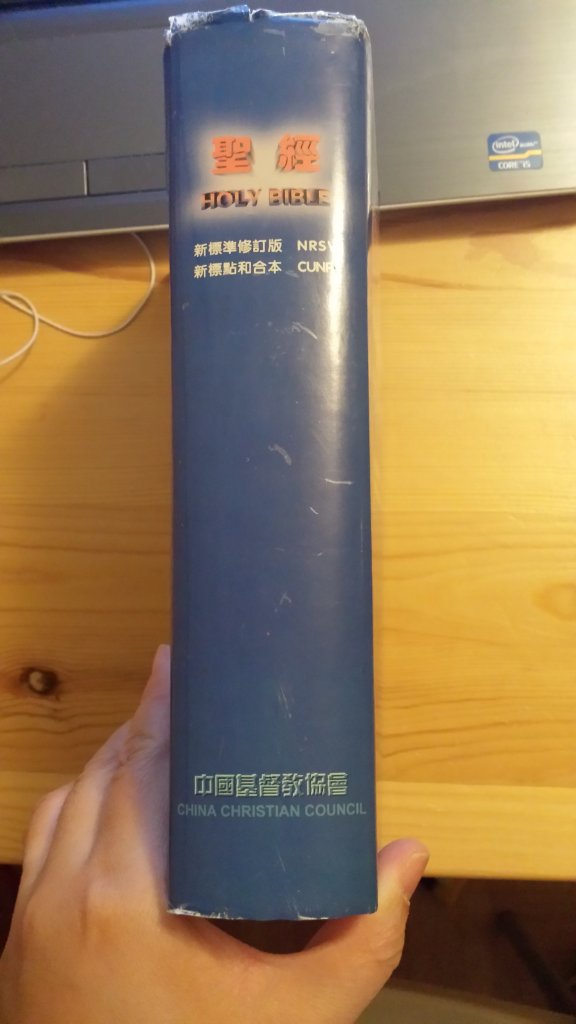 聖經
HOLY BIBLE
新標準修訂版 NRSV
新標點和合本 CUNP
中國基督教協會
CHINA CHRISTIAN COUNCIL
intel
CORE i5